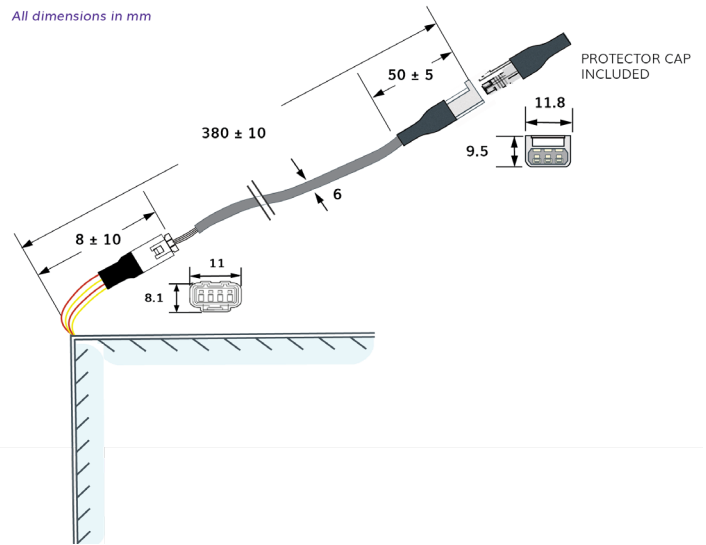 All dimensions in mm
PROTECTOR CAP
INCLUDED
50 ± 5
11.8
380 ± 10
9.5
6
8 ± 10
11
8.1